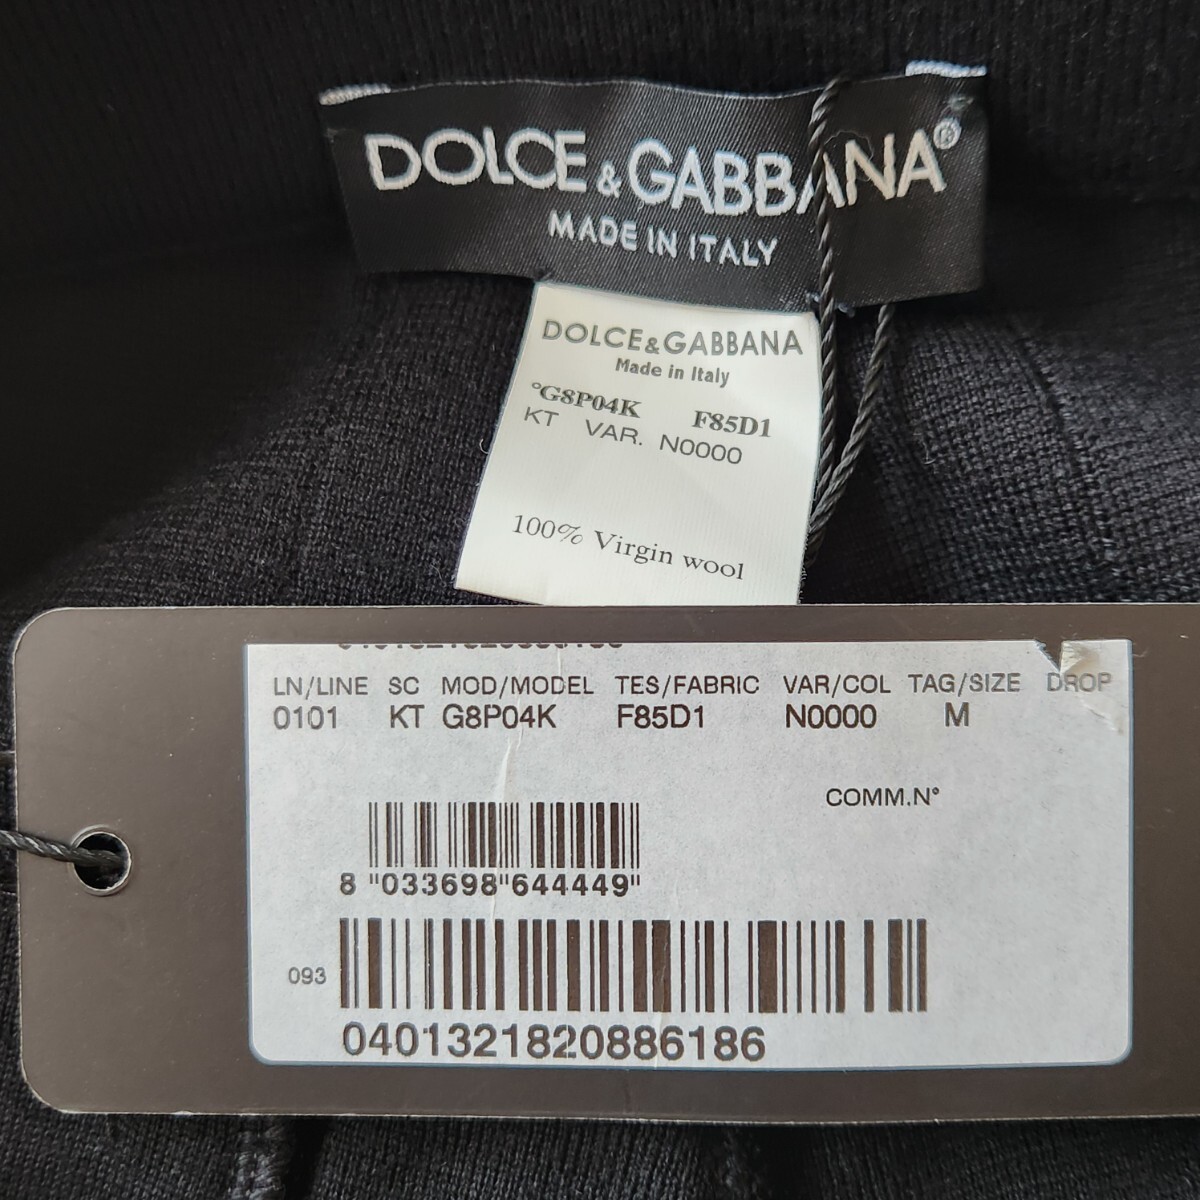 DOLCE & GABBANA®
MADE IN ITALY
DOLCE&GABBANA
Made in Italy
°G8P04K F85D1
KT VAR. N0000
100% Virgin wool
LN/LINE SC MOD/MODEL TES/FABRIC VAR/COL TAG/SIZE DROP
0101 KT G8P04K F85D1 N0000 M
COMM.N°
8 "033698"644449"
093
0401321820886186